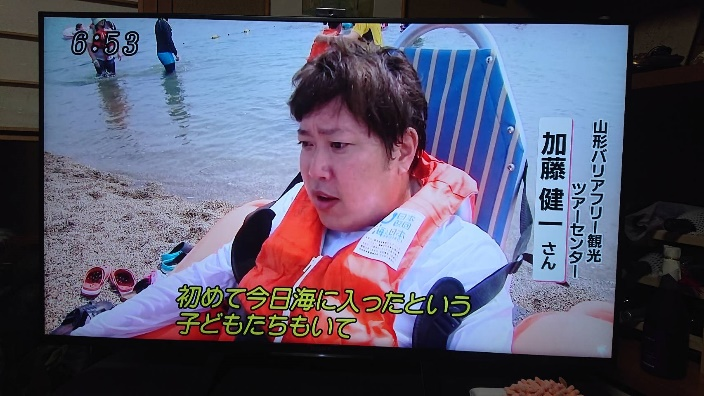 6:53
山形バリアフリー観光
ツアーセンター
加藤 健一 さん
初めて今日海に入ったという
子どもたちもいて